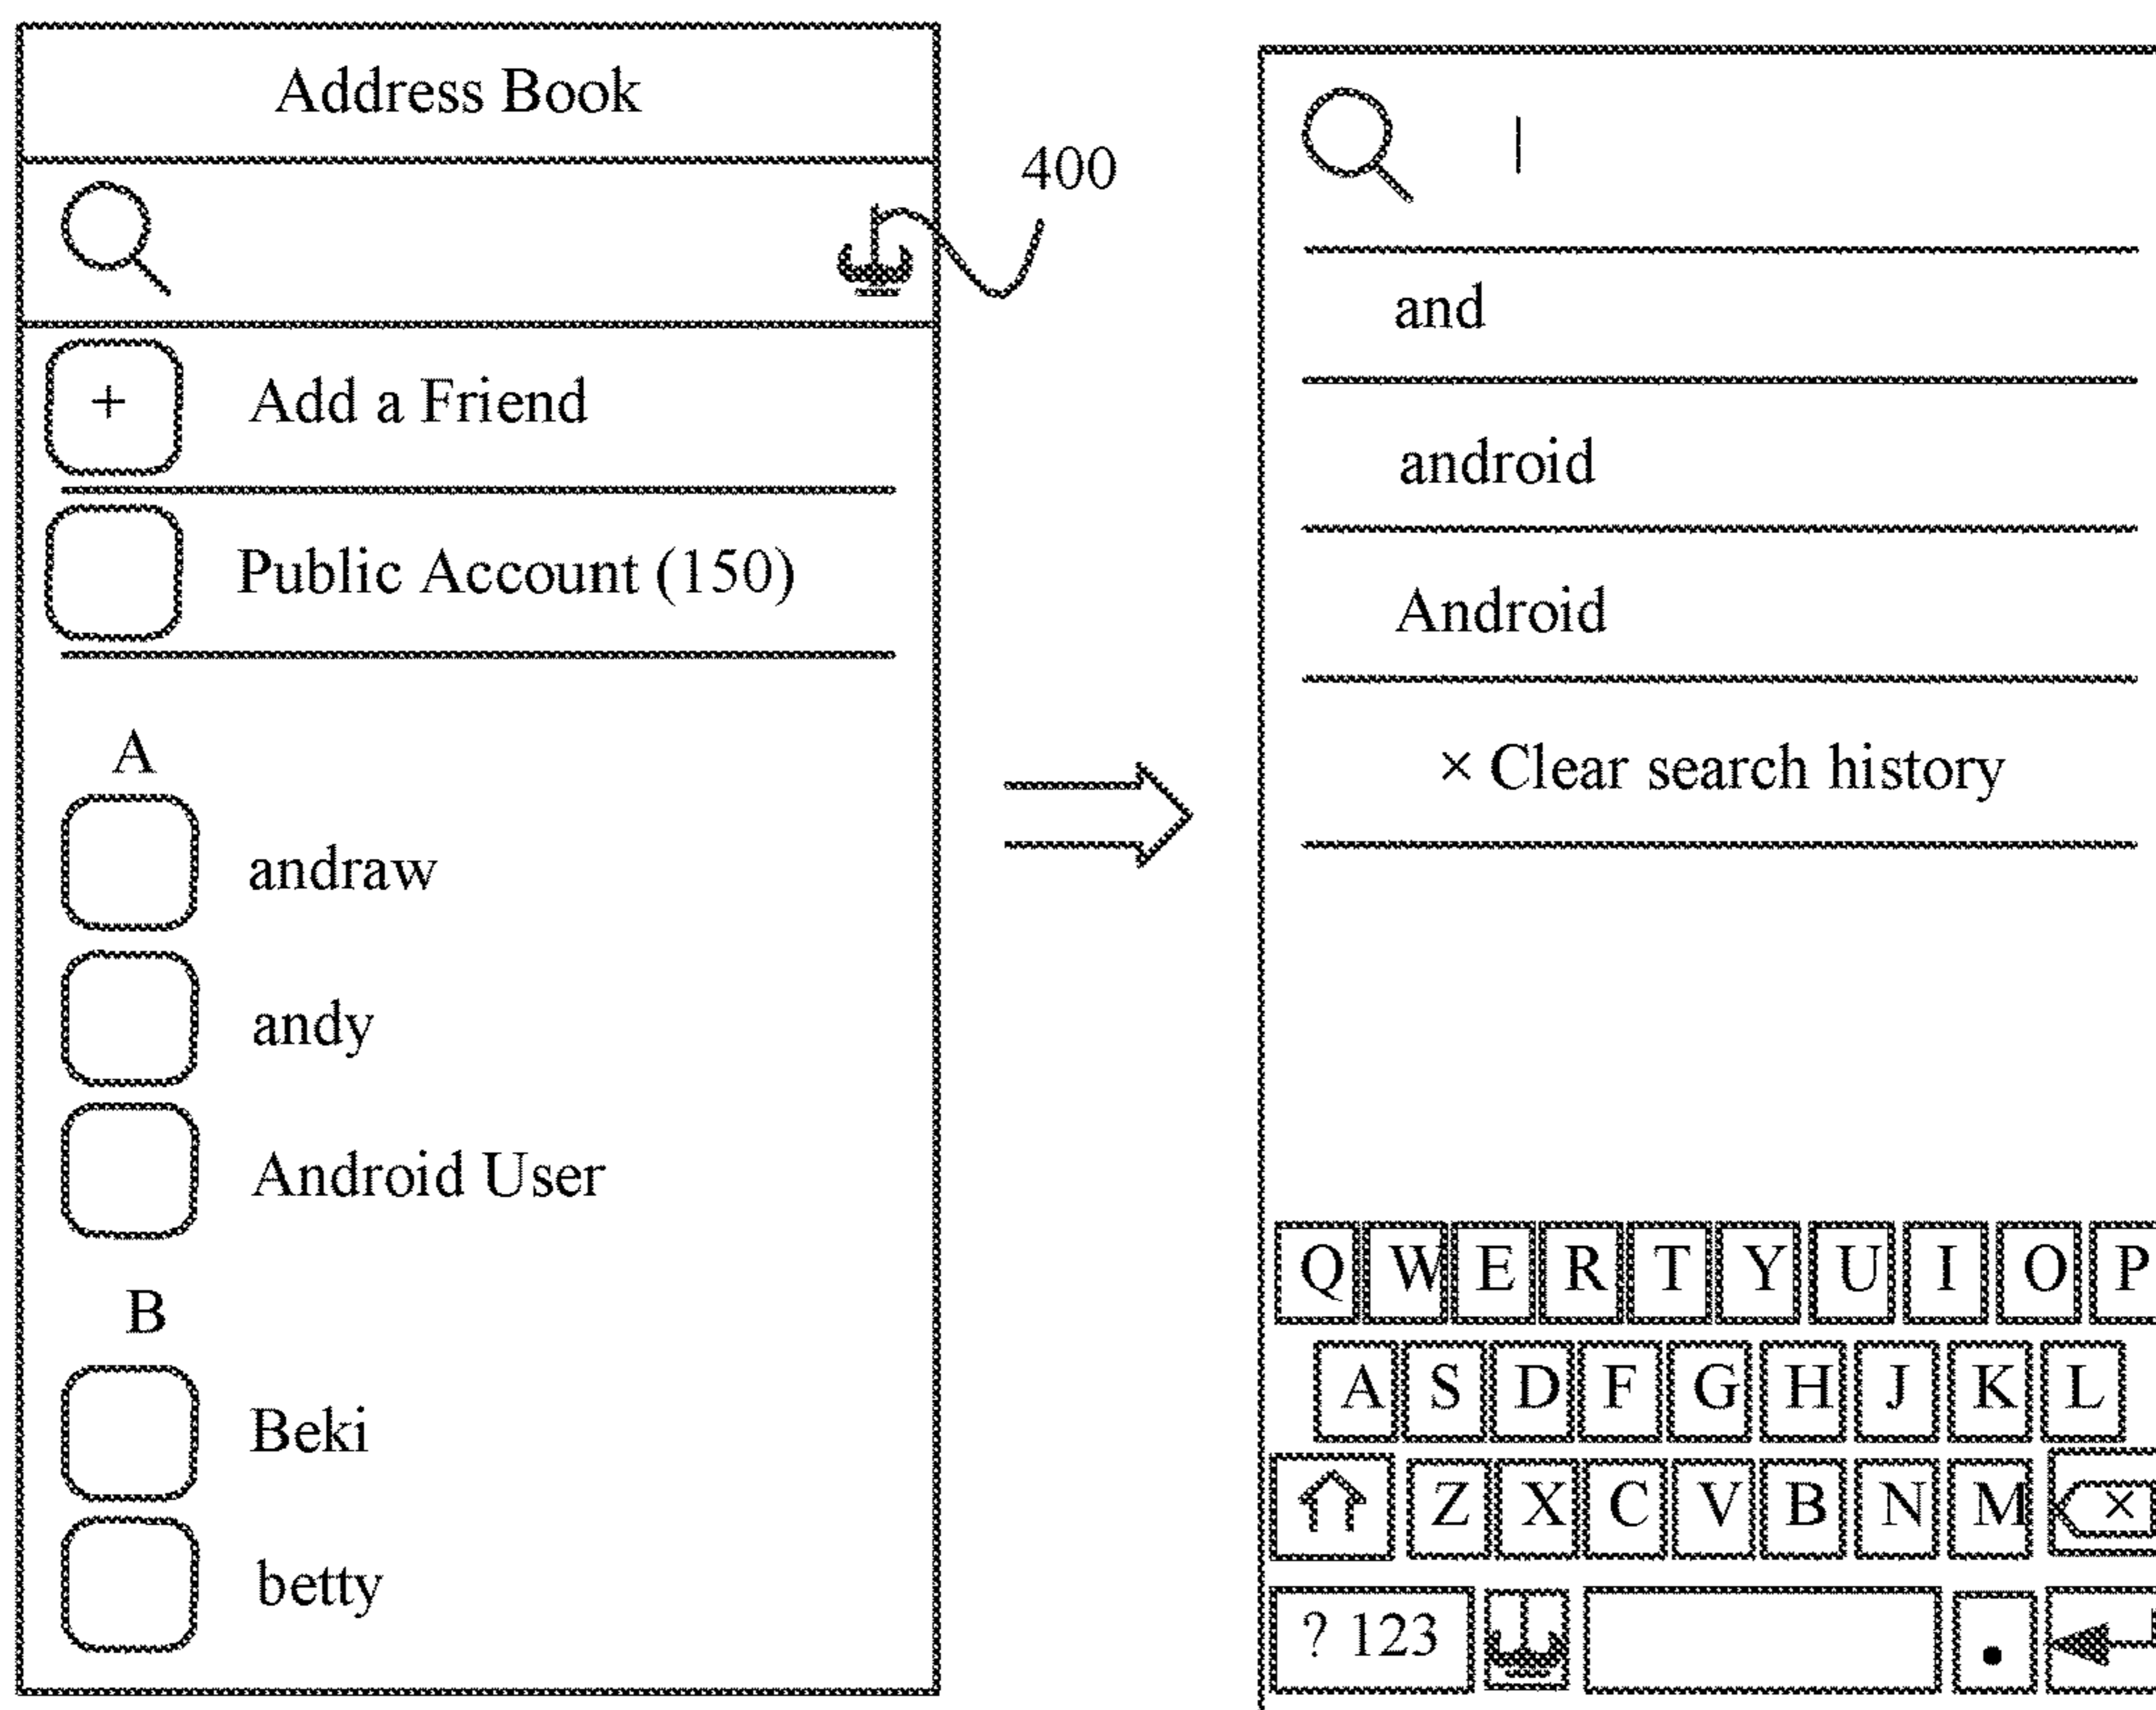 Address Book
400
+
Add a Friend
Public Account (150)
A
andraw
andy
Android User
B
Beki
betty
and
android
Android
× Clear search history
Q W E R T Y U I O P
A S D F G H J K L
Z X C V B N M ×
? 123 .